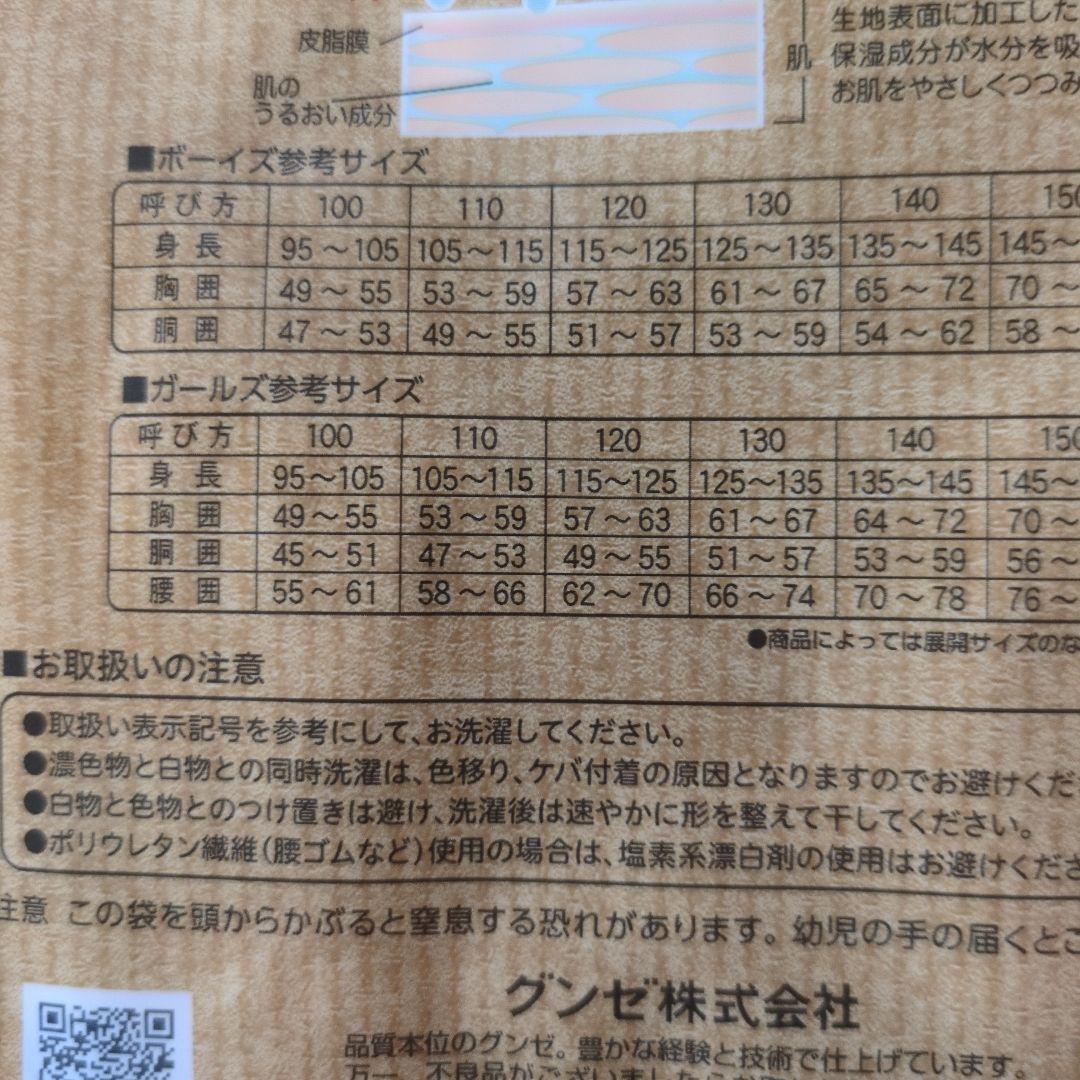 皮脂膜
肌の
うるおい成分
肌
生地表面に加工した
保湿成分が水分を吸
お肌をやさしくつつみ
■ボーイズ参考サイズ
呼び方 100 110 120 130 140 150
身長 95～105 105～115 115～125 125～135 135～145 145～
胸囲 49～55 53～59 57～63 61～67 65～72 70～
胴囲 47～53 49～55 51～57 53～59 54～62 58～
■ガールズ参考サイズ
呼び方 100 110 120 130 140 150
身長 95～105 105～115 115～125 125～135 135～145 145～
胸囲 49～55 53～59 57～63 61～67 64～72 70～
胴囲 45～51 47～53 49～55 51～57 53～59 56～
腰囲 55～61 58～66 62～70 66～74 70～78 76～
●商品によっては展開サイズのな
■お取扱いの注意
●取扱い表示記号を参考にして、お洗濯してください。
●濃色物と白物との同時洗濯は、色移り、ケバ付着の原因となりますのでお避けくだ
●白物と色物とのつけ置きは避け、洗濯後は速やかに形を整えて干してください。
●ポリウレタン繊維(腰ゴムなど)使用の場合は、塩素系漂白剤の使用はお避けくださ
注意 この袋を頭からかぶると窒息する恐れがあります。幼児の手の届くとこ
グンゼ株式会社
品質本位のグンゼ。豊かな経験と技術で仕上げています。
万一、不良品がございましたら